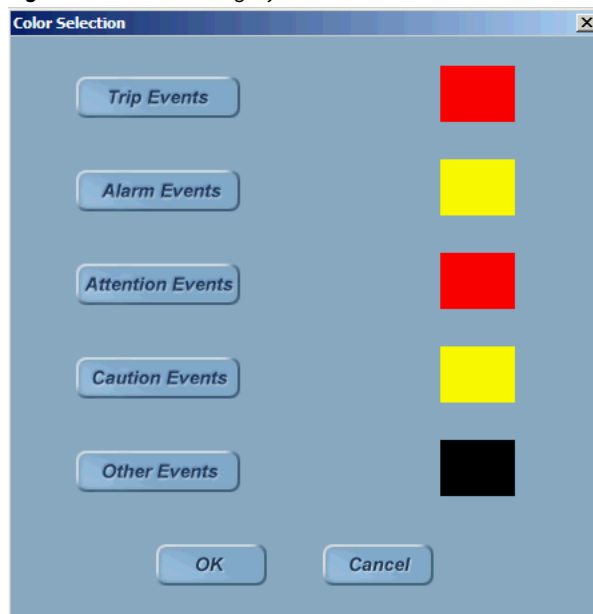 Color Selection
Trip Events
Alarm Events
Attention Events
Caution Events
Other Events
OK
Cancel